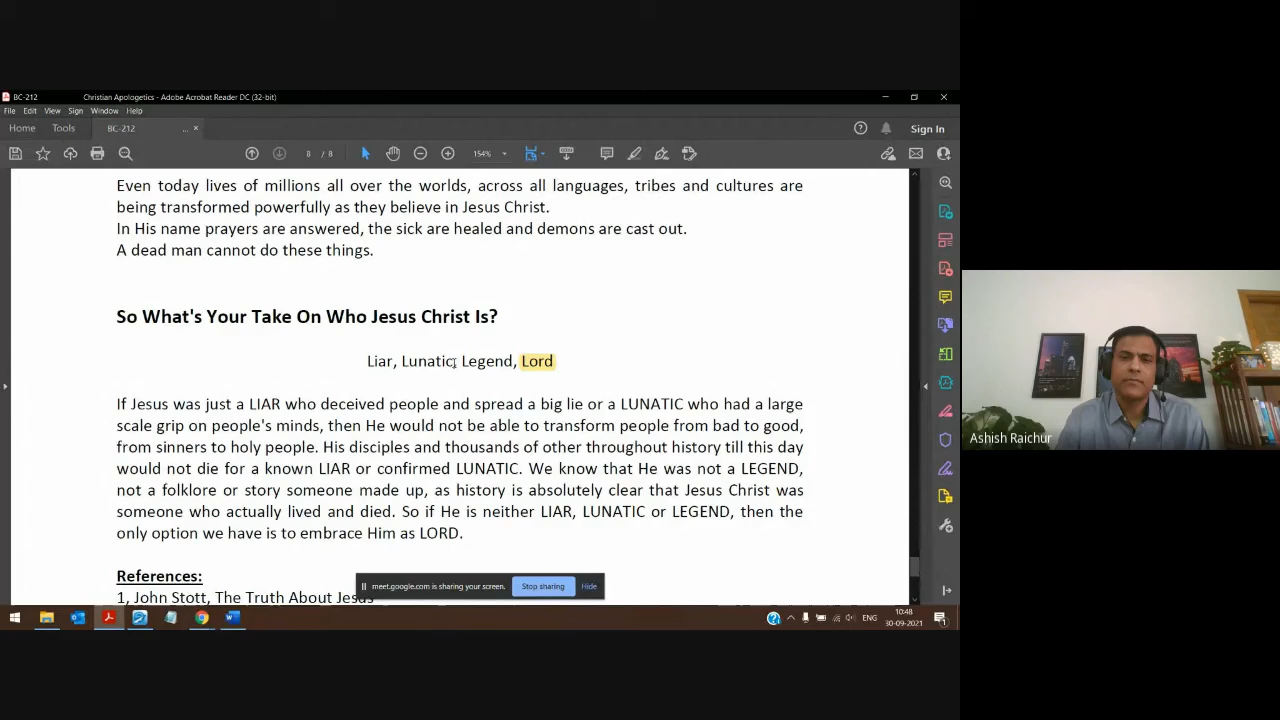 BC-212
Christian Apologetics - Adobe Acrobat Reader DC (32-bit)
File Edit View Sign Window Help
Home Tools BC-212 ... × Sign In
8 / 8 154%
Even today lives of millions all over the worlds, across all languages, tribes and cultures are
being transformed powerfully as they believe in Jesus Christ.
In His name prayers are answered, the sick are healed and demons are cast out.
A dead man cannot do these things.
So What's Your Take On Who Jesus Christ Is?
Liar, Lunatic, Legend, Lord
If Jesus was just a LIAR who deceived people and spread a big lie or a LUNATIC who had a large
scale grip on people's minds, then He would not be able to transform people from bad to good,
from sinners to holy people. His disciples and thousands of other throughout history till this day
would not die for a known LIAR or confirmed LUNATIC. We know that He was not a LEGEND,
not a folklore or story someone made up, as history is absolutely clear that Jesus Christ was
someone who actually lived and died. So if He is neither LIAR, LUNATIC or LEGEND, then the
only option we have is to embrace Him as LORD.
References:
1, John Stott, The Truth About Jesus
meet.google.com is sharing your screen. Stop sharing Hide
ENG
10:48
30-09-2021
Ashish Raichur